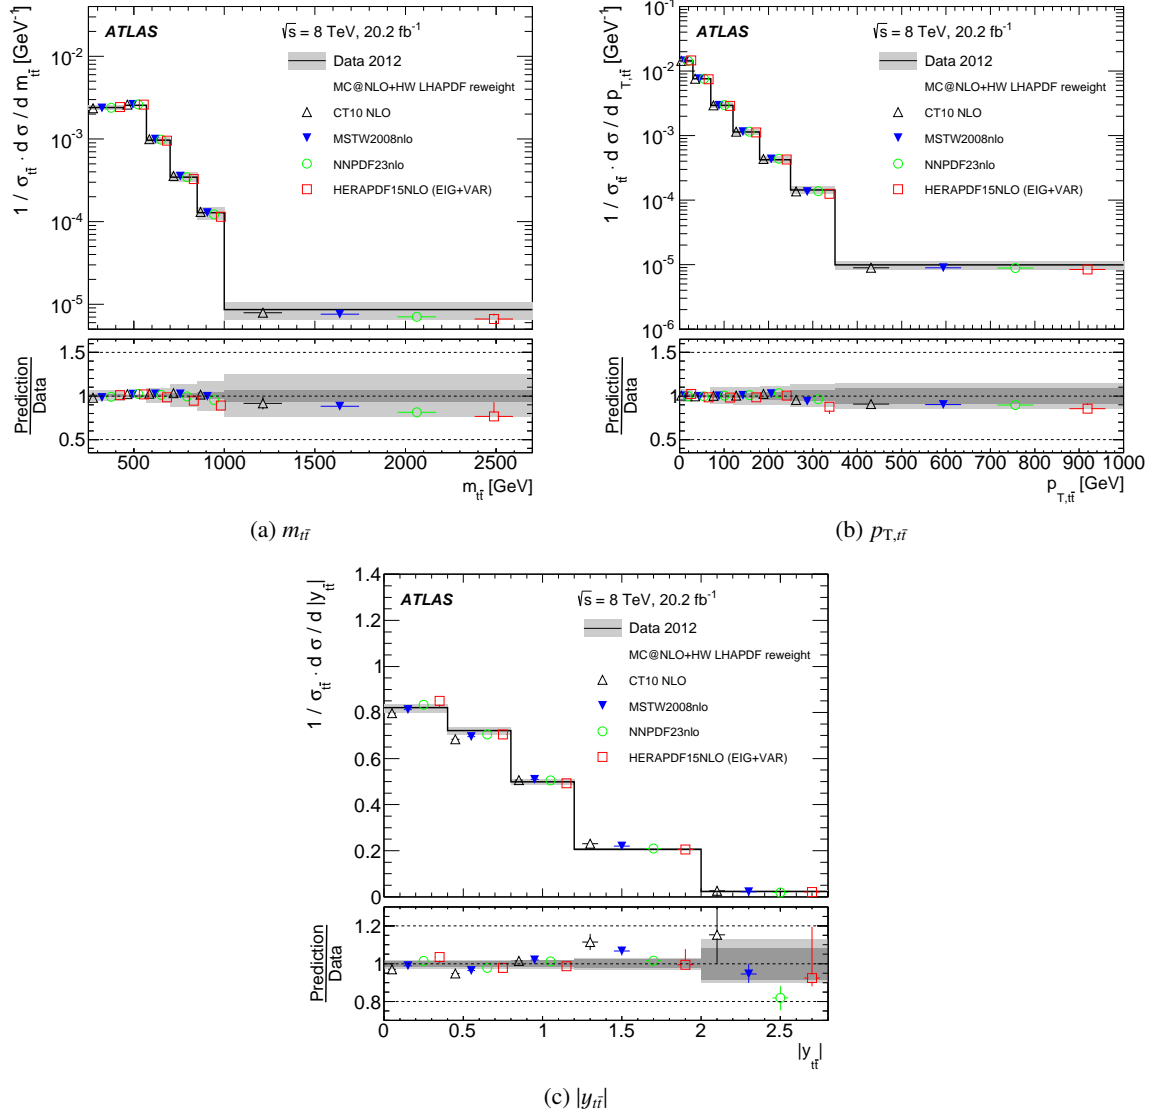 ATLAS
√s = 8 TeV, 20.2 fb⁻¹
Data 2012
MC@NLO+HW LHAPDF reweight
CT10 NLO
MSTW2008nlo
NNPDF23nlo
HERAPDF15NLO (EIG+VAR)
1 / σ_tt̄ · d σ / d m_tt̄ [GeV⁻¹]
10⁻²
10⁻³
10⁻⁴
10⁻⁵
Prediction
Data
1.5
1
0.5
500 1000 1500 2000 2500
m_tt̄ [GeV]
(a) m_tt̄
ATLAS
√s = 8 TeV, 20.2 fb⁻¹
Data 2012
MC@NLO+HW LHAPDF reweight
CT10 NLO
MSTW2008nlo
NNPDF23nlo
HERAPDF15NLO (EIG+VAR)
1 / σ_tt̄ · d σ / d p_T,tt̄ [GeV⁻¹]
10⁻¹
10⁻²
10⁻³
10⁻⁴
10⁻⁵
10⁻⁶
Prediction
Data
1.5
1
0.5
0 100 200 300 400 500 600 700 800 900 1000
p_T,tt̄ [GeV]
(b) p_T,tt̄
ATLAS
√s = 8 TeV, 20.2 fb⁻¹
Data 2012
MC@NLO+HW LHAPDF reweight
CT10 NLO
MSTW2008nlo
NNPDF23nlo
HERAPDF15NLO (EIG+VAR)
1 / σ_tt̄ · d σ / d |y_tt̄|
1.4
1.2
1
0.8
0.6
0.4
0.2
0
Prediction
Data
1.2
1
0.8
0 0.5 1 1.5 2 2.5
|y_tt̄|
(c) |y_tt̄|